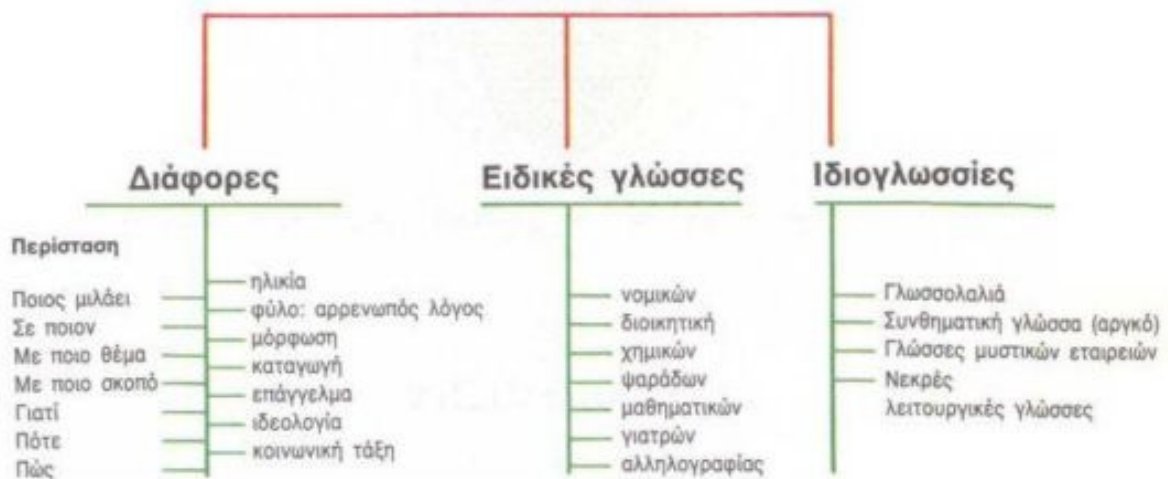 Διάφορες
Περίσταση
Ποιος μιλάει
Σε ποιον
Με ποιο θέμα
Με ποιο σκοπό
Γιατί
Πότε
Πώς
ηλικία
φύλο: αρρενωπός λόγος
μόρφωση
καταγωγή
επάγγελμα
ιδεολογία
κοινωνική τάξη
Ειδικές γλώσσες
νομικών
διοικητική
χημικών
ψαράδων
μαθηματικών
γιατρών
αλληλογραφίας
Ιδιογλωσσίες
Γλωσσολαλιά
Συνθηματική γλώσσα (αργκό)
Γλώσσες μυστικών εταιρειών
Νεκρές
λειτουργικές γλώσσες